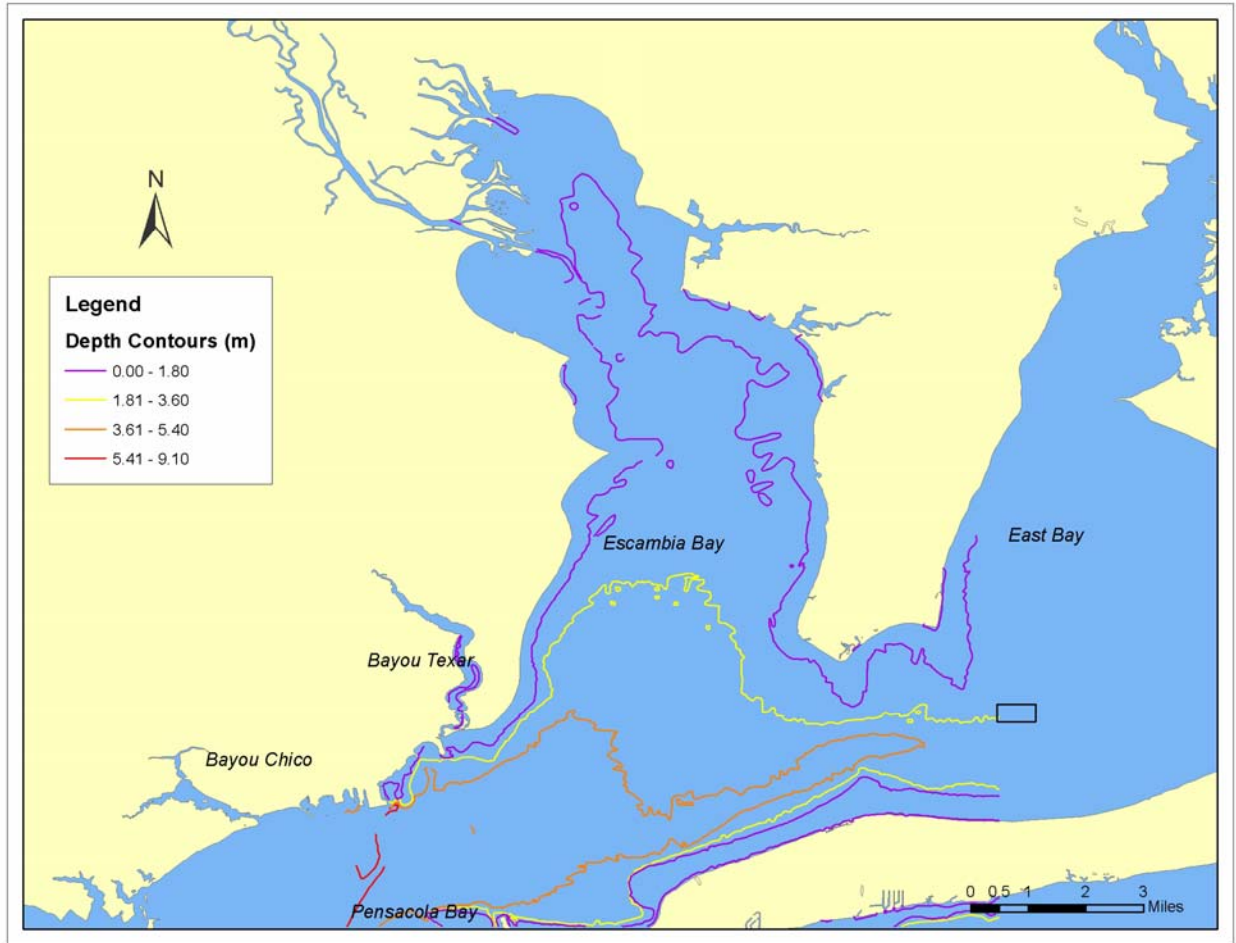 N
Legend
Depth Contours (m)
0.00 - 1.80
1.81 - 3.60
3.61 - 5.40
5.41 - 9.10
Escambia Bay
East Bay
Bayou Texar
Bayou Chico
Pensacola Bay
0 0.5 1 2 3
Miles